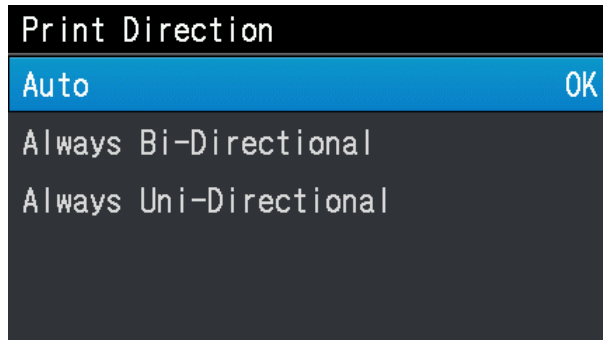 Print Direction
Auto OK
Always Bi-Directional
Always Uni-Directional